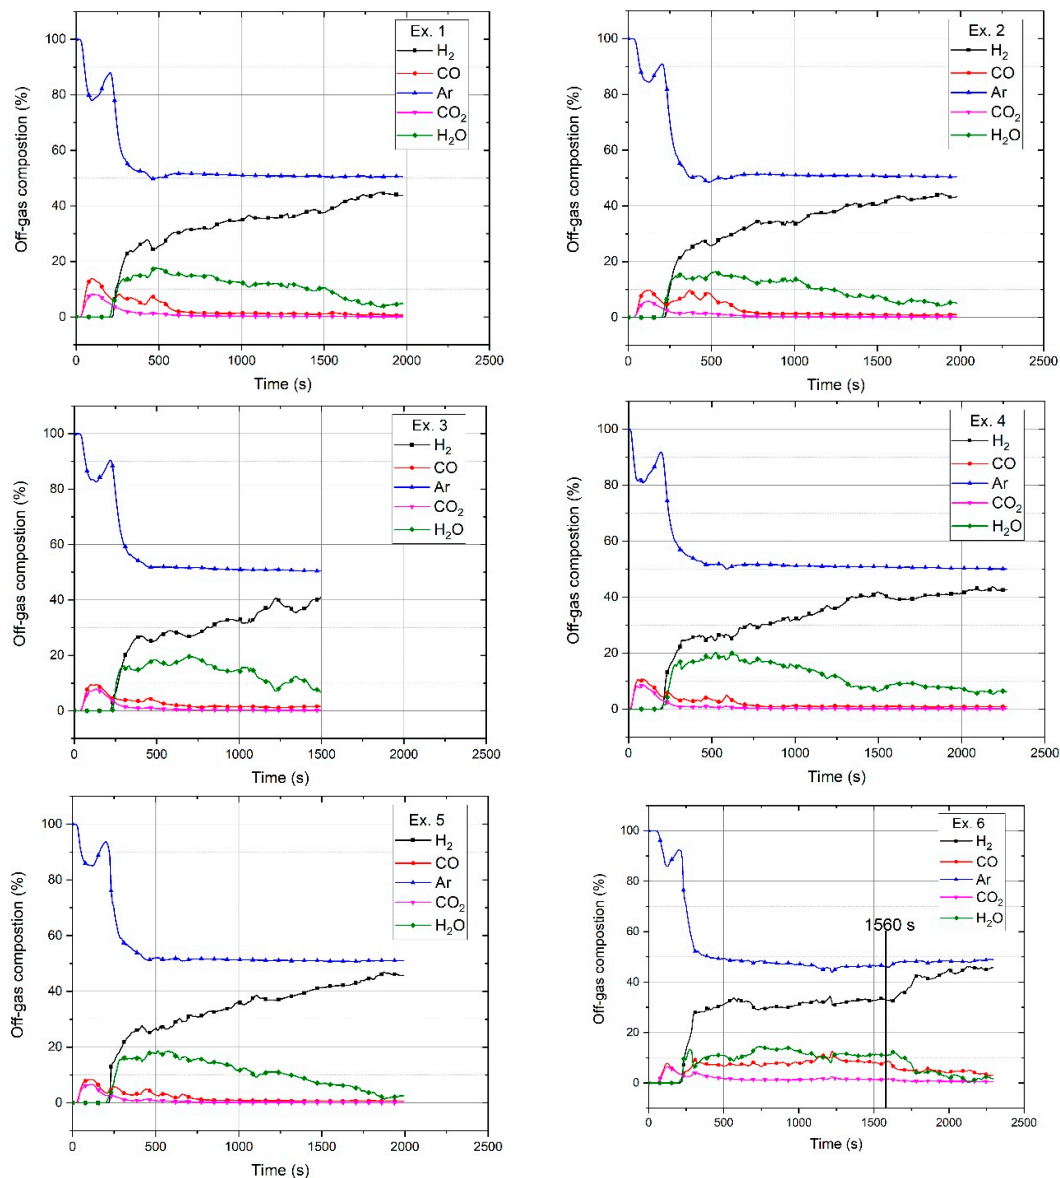 Ex. 1
H₂
CO
Ar
CO₂
H₂O
100
80
60
40
20
0
Off-gas compostion (%)
0 500 1000 1500 2000 2500
Time (s)
Ex. 2
H₂
CO
Ar
CO₂
H₂O
100
80
60
40
20
0
Off-gas compostion (%)
0 500 1000 1500 2000 2500
Time (s)
Ex. 3
H₂
CO
Ar
CO₂
H₂O
100
80
60
40
20
0
Off-gas compostion (%)
0 500 1000 1500 2000 2500
Time (s)
Ex. 4
H₂
CO
Ar
CO₂
H₂O
100
80
60
40
20
0
Off-gas compostion (%)
0 500 1000 1500 2000 2500
Time (s)
Ex. 5
H₂
CO
Ar
CO₂
H₂O
100
80
60
40
20
0
Off-gas compostion (%)
0 500 1000 1500 2000 2500
Time (s)
Ex. 6
H₂
CO
Ar
CO₂
H₂O
1560 s
100
80
60
40
20
0
Off-gas compostion (%)
0 500 1000 1500 2000 2500
Time (s)